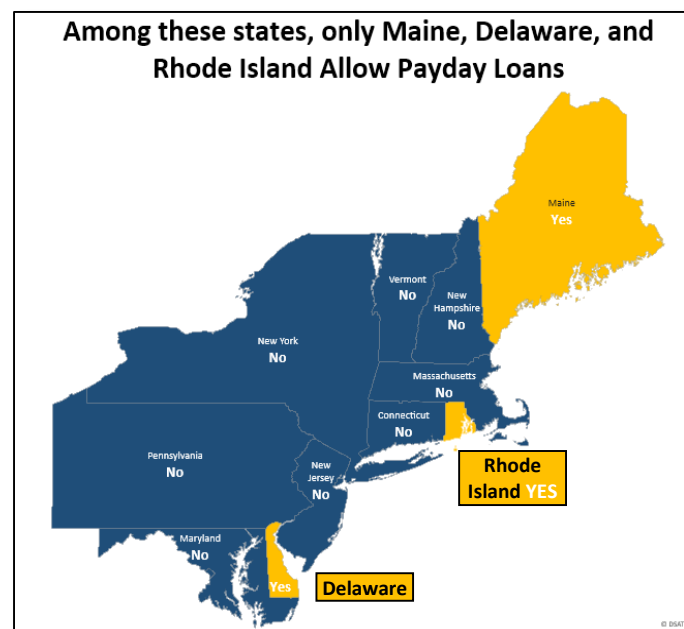 Among these states, only Maine, Delaware, and
Rhode Island Allow Payday Loans
Maine
Yes
Vermont
No
New
Hampshire
No
New York
No
Massachusetts
No
Connecticut
No
Rhode
Island YES
Pennsylvania
No
New
Jersey
No
Maryland
No
Yes
Delaware
© DSAT